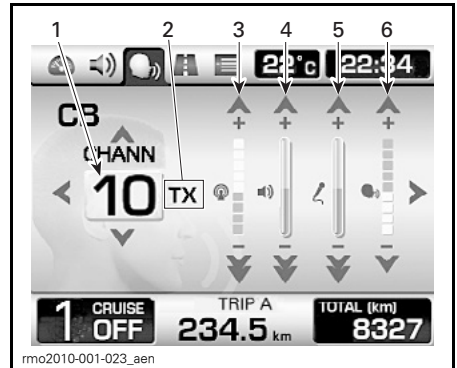 1 2 3 4 5 6
22°c 22:34
CB
CHANN
10 TX
+ + + +
- - - -
1 CRUISE OFF
TRIP A
234.5 km
TOTAL (km)
8327
rmo2010-001-023_aen